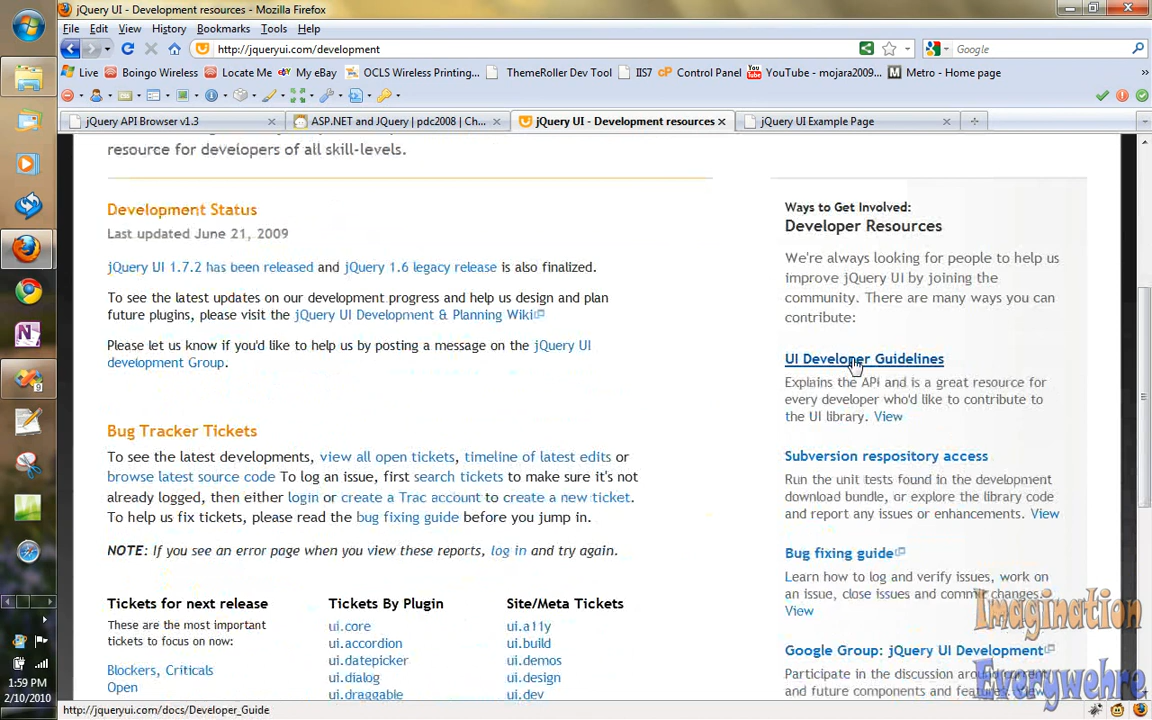 jQuery UI - Development resources - Mozilla Firefox
File Edit View History Bookmarks Tools Help
http://jqueryui.com/development
Google
Live Boingo Wireless Locate Me My eBay OCLS Wireless Printing... ThemeRoller Dev Tool IIS7 Control Panel YouTube - mojara2009... Metro - Home page »
jQuery API Browser v1.3
ASP.NET and JQuery | pdc2008 | Ch...
jQuery UI - Development resources
jQuery UI Example Page
resource for developers of all skill-levels.
Development Status
Last updated June 21, 2009
jQuery UI 1.7.2 has been released and jQuery 1.6 legacy release is also finalized.
To see the latest updates on our development progress and help us design and plan
future plugins, please visit the jQuery UI Development & Planning Wiki
Please let us know if you'd like to help us by posting a message on the jQuery UI
development Group.
Bug Tracker Tickets
To see the latest developments, view all open tickets, timeline of latest edits or
browse latest source code To log an issue, first search tickets to make sure it's not
already logged, then either login or create a Trac account to create a new ticket.
To help us fix tickets, please read the bug fixing guide before you jump in.
NOTE: If you see an error page when you view these reports, log in and try again.
Tickets for next release
These are the most important
tickets to focus on now:
Blockers, Criticals
Open
Tickets By Plugin
ui.core
ui.accordion
ui.datepicker
ui.dialog
ui.draggable
Site/Meta Tickets
ui.a11y
ui.build
ui.demos
ui.design
ui.dev
Ways to Get Involved:
Developer Resources
We're always looking for people to help us
improve jQuery UI by joining the
community. There are many ways you can
contribute:
UI Developer Guidelines
Explains the API and is a great resource for
every developer who'd like to contribute to
the UI library. View
Subversion respository access
Run the unit tests found in the development
download bundle, or explore the library code
and report any issues or enhancements. View
Bug fixing guide
Learn how to log and verify issues, work on
an issue, close issues and commit changes.
View
Google Group: jQuery UI Development
Participate in the discussion around current
and future components and features. View
Imagination
Everywehre
1:59 PM
2/10/2010
http://jqueryui.com/docs/Developer_Guide